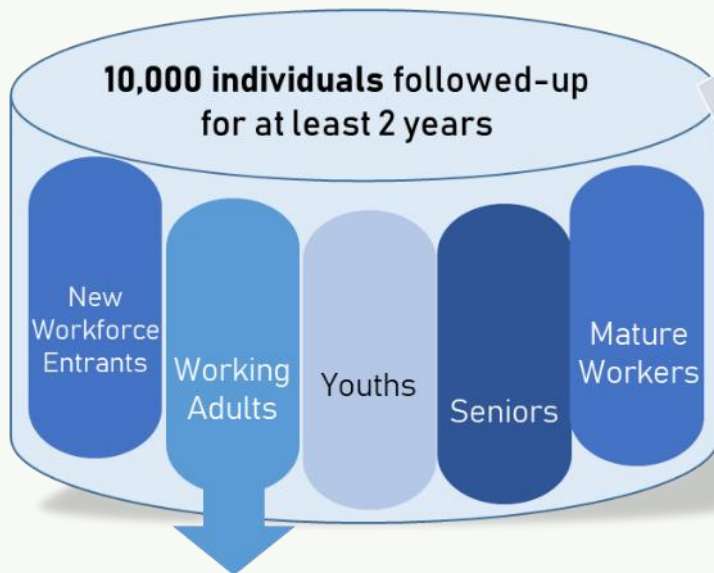 10,000 individuals followed-up
for at least 2 years
New
Workforce
Entrants
Working
Adults
Youths
Seniors
Mature
Workers